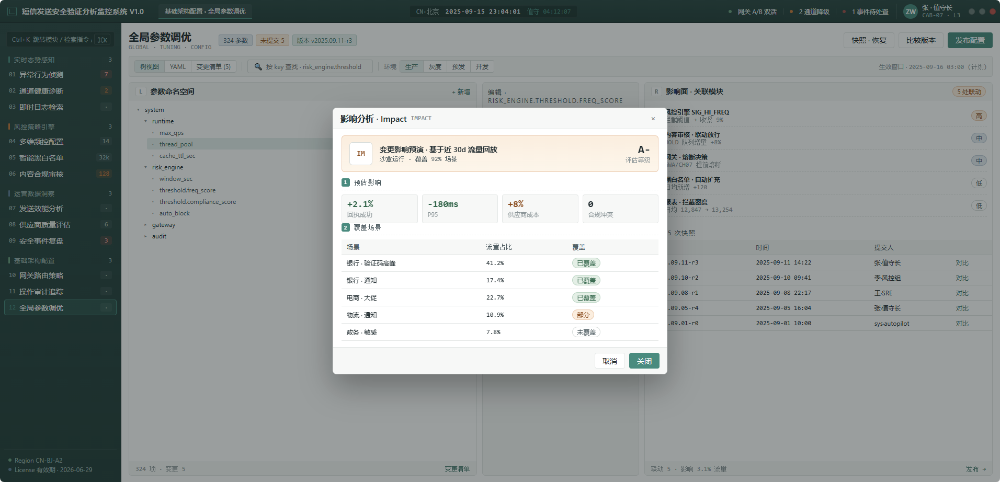 短信发送安全验证分析监控系统 V1.0
基础架构配置 › 全局参数调优
CN·北京 2025-09-15 23:04:01 值守 04:12:07
网关 A/B 双活
2 通道降级
1 事件待处置
ZW
张·值守长
CAB-07 · L3
Ctrl+K 跳转模块 / 检索指令 / ⌘K
实时态势感知 3
01 异常行为侦测 7
02 通道健康诊断 2
03 即时日志检索 ·
风控策略引擎 3
04 多维频控配置 14
05 智能黑白名单 32k
06 内容合规审核 128
运营数据洞察 3
07 发送效能分析 ·
08 供应商质量评估 6
09 安全事件复盘 3
基础架构配置 3
10 网关路由策略 ·
11 操作审计追踪 ·
12 全局参数调优 ·
Region CN-BJ-A2
License 有效期 · 2026-06-29
全局参数调优
GLOBAL · TUNING · CONFIG
324 参数
未提交 5
版本 v2025.09.11-r3
快照 · 恢复
比较版本
发布配置
树视图
YAML
变更清单 (5)
按 key 查找 · risk_engine.threshold
环境
生产
灰度
预发
开发
生效窗口 · 2025-09-16 03:00 (计划)
L 参数命名空间
+ 新增
system
runtime
max_qps
thread_pool
cache_ttl_sec
risk_engine
window_sec
threshold.freq_score
threshold.compliance_score
auto_block
gateway
audit
324 项 · 变更 5
变更清单
编辑 ·
RISK_ENGINE.THRESHOLD.FREQ_SCORE
R 影响面 · 关联模块
5 处联动
风控引擎 SIG_HI_FREQ
拦截阈值 → 收紧 9%
高
内容审核 · 联动放行
HOLD 队列增量 +8%
中
网关 · 熔断决策
GWA/CH07 提前熔断
中
黑白名单 · 自动扩充
日均新增 +120
低
报表 · 拦截密度
日均 12,847 → 13,254
低
5 次快照
时间 提交人
.09.11-r3 2025-09-11 14:22 张·值守长 对比
.09.10-r2 2025-09-10 09:41 李·风控组 对比
.09.08-r1 2025-09-08 22:17 王·SRE 对比
.09.05-r4 2025-09-05 16:04 张·值守长 对比
.09.01-r0 2025-09-01 10:00 sys·autopilot 对比
联动 5 · 影响 3.1% 流量
发布 →
影响分析 · Impact IMPACT
×
IM
变更影响预演 · 基于近 30d 流量回放
沙盒运行 · 覆盖 92% 场景
A-
评估等级
1 预估影响
+2.1%
回执成功
-180ms
P95
+8%
供应商成本
0
合规冲突
2 覆盖场景
场景 流量占比 覆盖
银行 · 验证码高峰 41.2% 已覆盖
银行 · 通知 17.4% 已覆盖
电商 · 大促 22.7% 已覆盖
物流 · 通知 10.9% 部分
政务 · 敏感 7.8% 未覆盖
取消
关闭